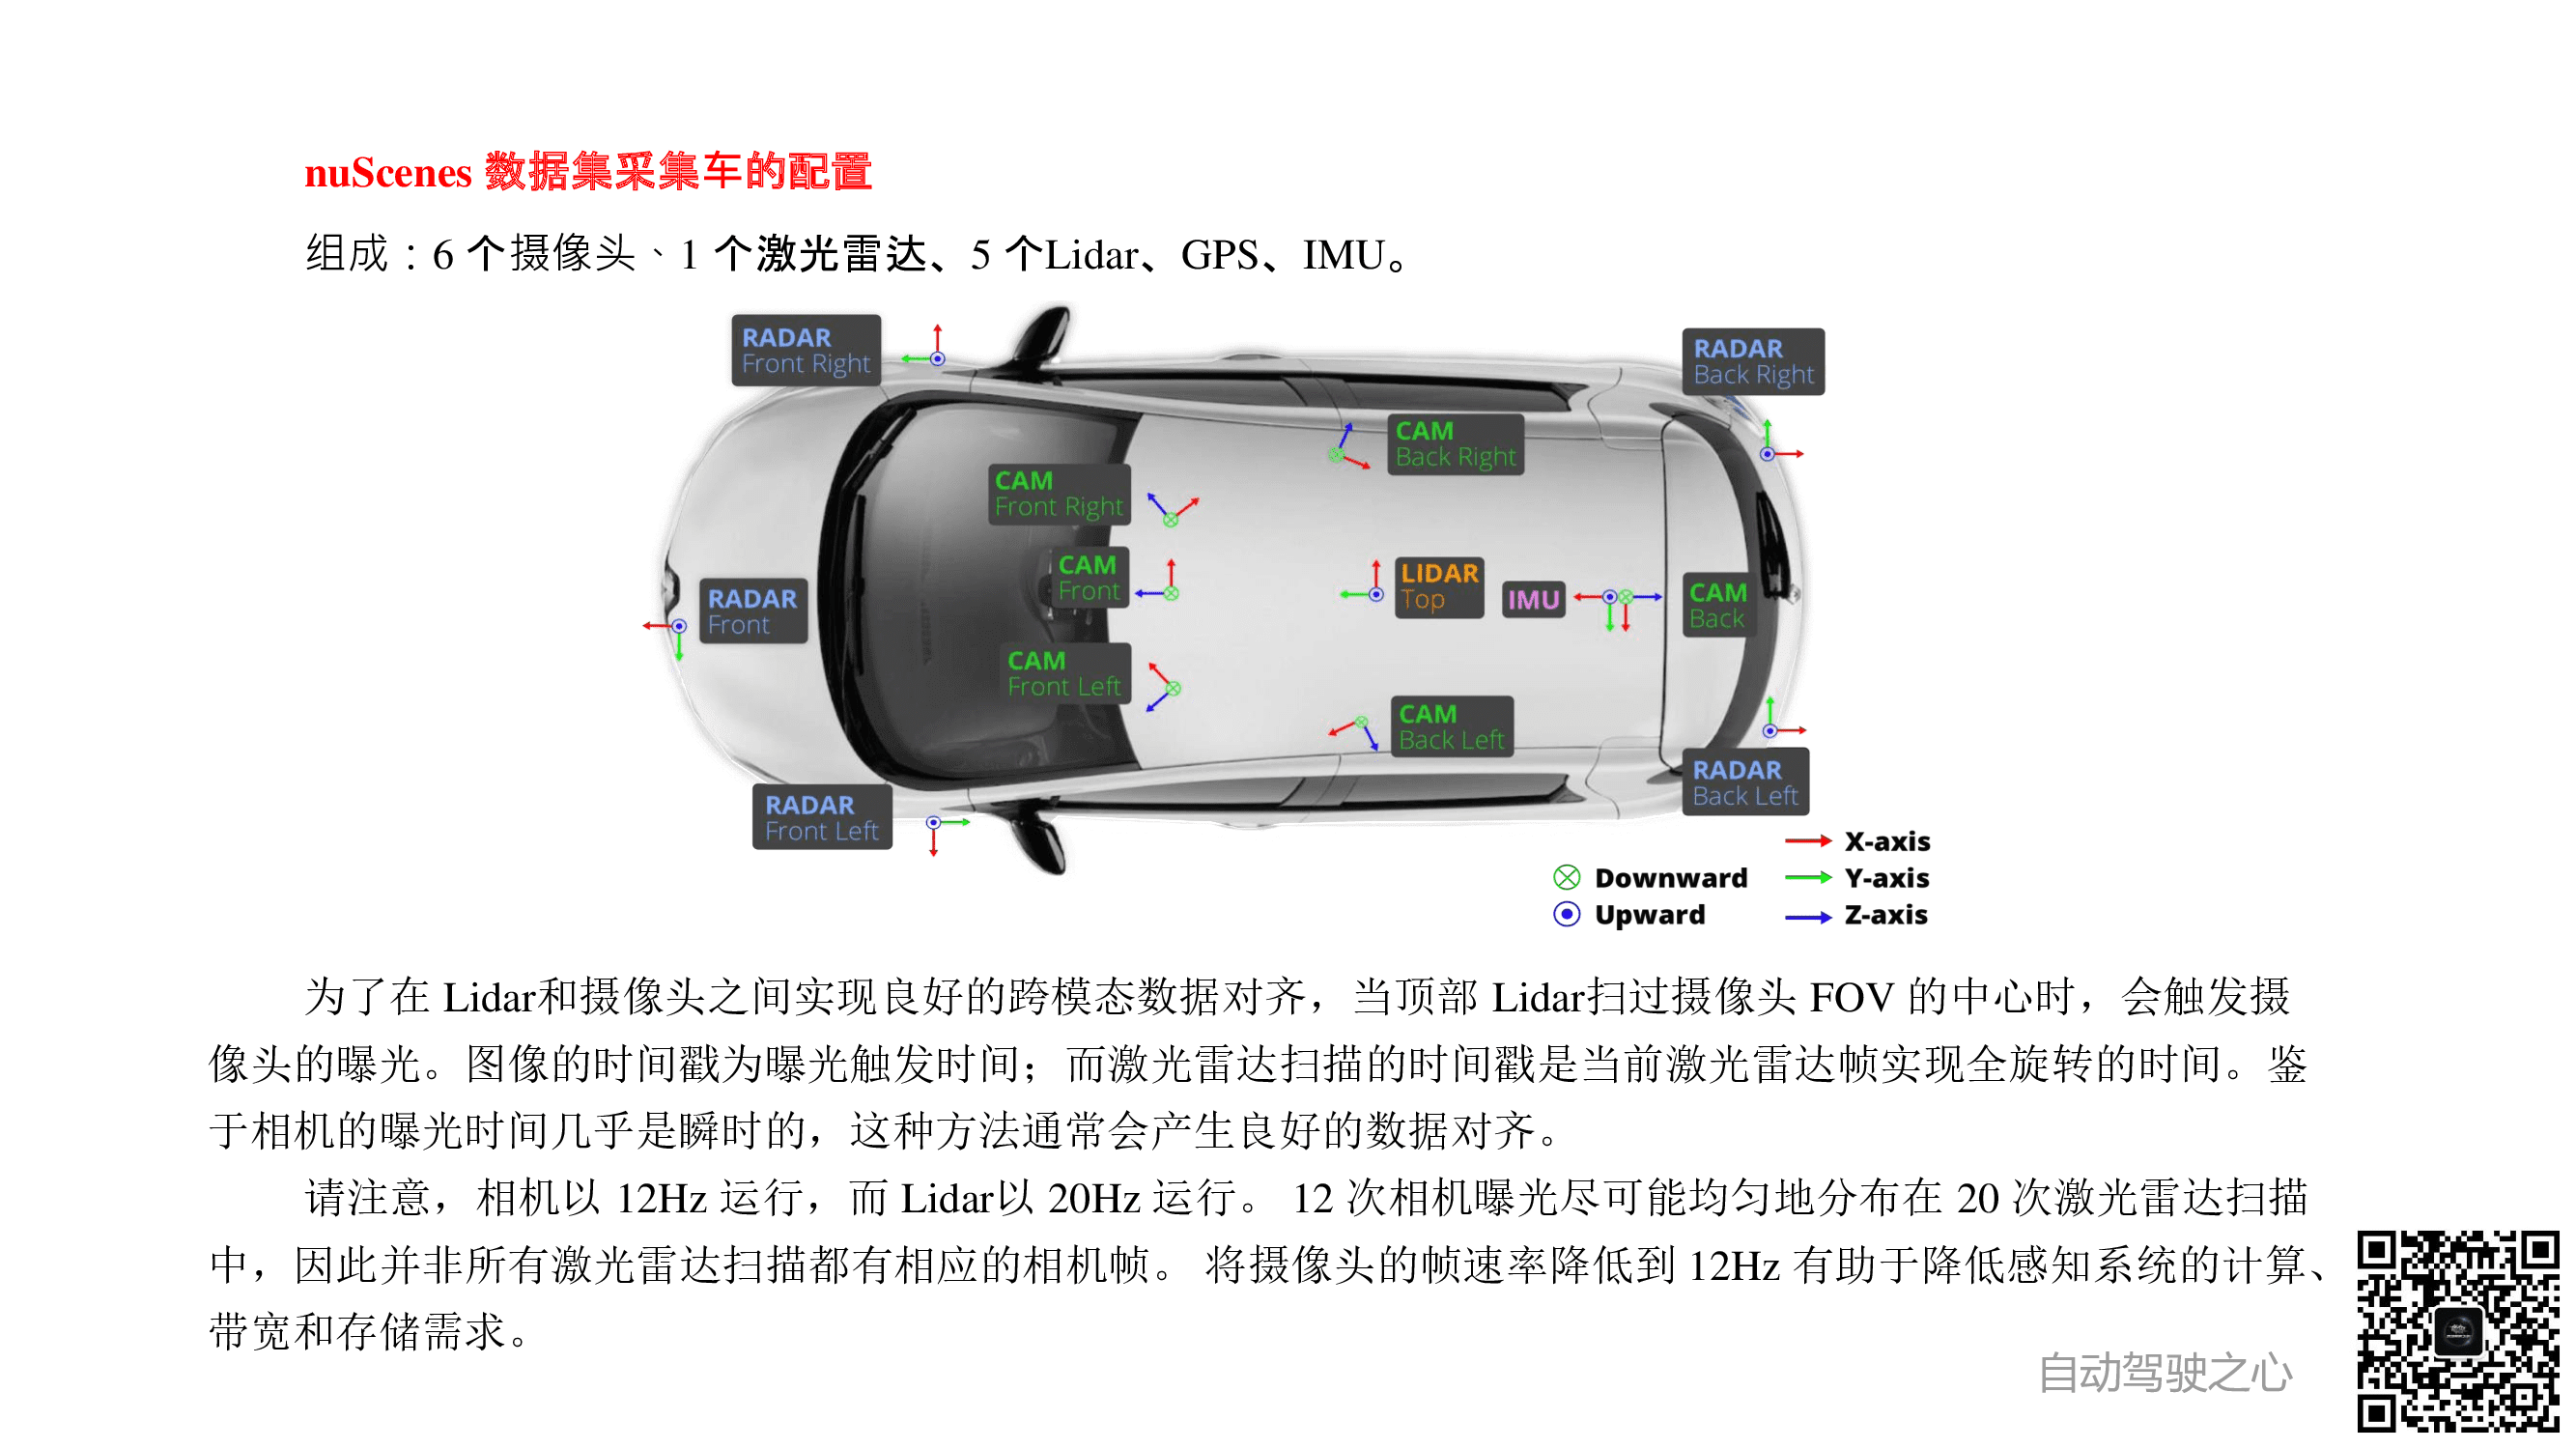 nuScenes 数据集采集车的配置
组成：6 个摄像头、1 个激光雷达、5 个Lidar、GPS、IMU。
RADAR
Front Right
RADAR
Back Right
CAM
Back Right
CAM
Front Right
CAM
Front
LIDAR
Top
IMU
CAM
Back
RADAR
Front
CAM
Front Left
CAM
Back Left
RADAR
Back Left
RADAR
Front Left
X-axis
Downward
Y-axis
Upward
Z-axis
为了在 Lidar和摄像头之间实现良好的跨模态数据对齐，当顶部 Lidar扫过摄像头 FOV 的中心时，会触发摄
像头的曝光。图像的时间戳为曝光触发时间；而激光雷达扫描的时间戳是当前激光雷达帧实现全旋转的时间。鉴
于相机的曝光时间几乎是瞬时的，这种方法通常会产生良好的数据对齐。
请注意，相机以 12Hz 运行，而 Lidar以 20Hz 运行。 12 次相机曝光尽可能均匀地分布在 20 次激光雷达扫描
中，因此并非所有激光雷达扫描都有相应的相机帧。 将摄像头的帧速率降低到 12Hz 有助于降低感知系统的计算、
带宽和存储需求。
自动驾驶之心